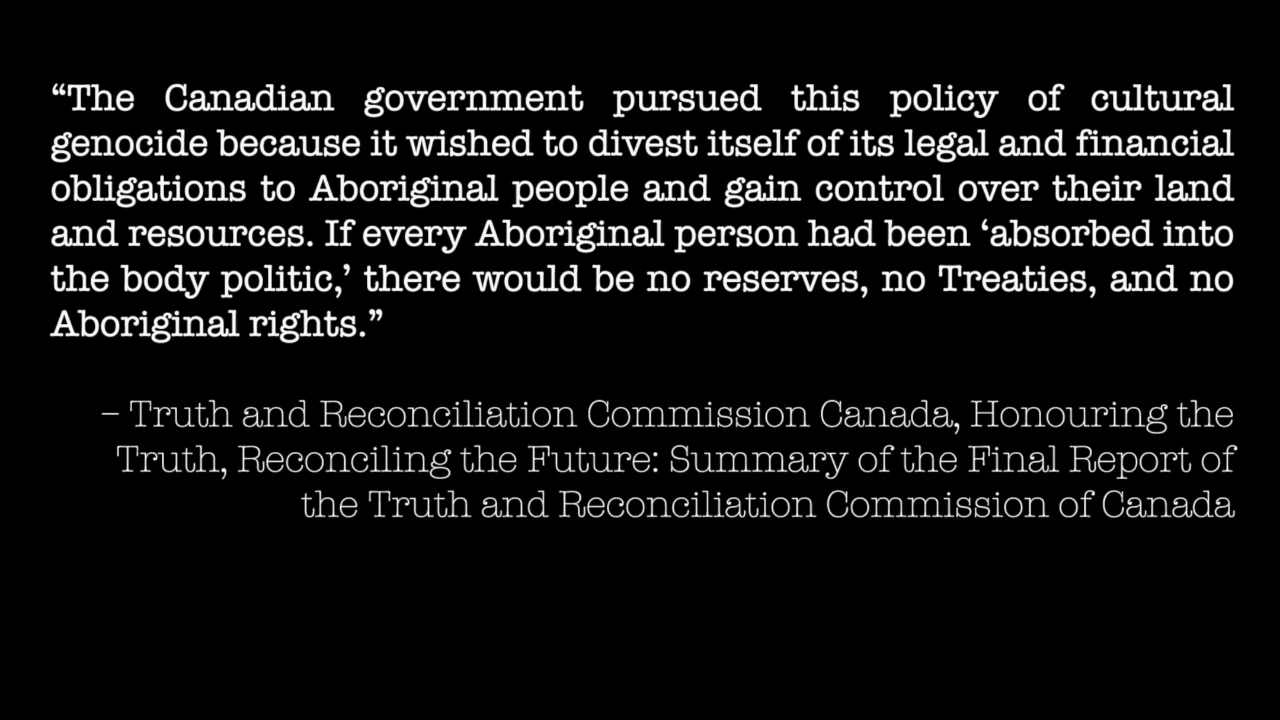 “The Canadian government pursued this policy of cultural
genocide because it wished to divest itself of its legal and financial
obligations to Aboriginal people and gain control over their land
and resources. If every Aboriginal person had been ‘absorbed into
the body politic,’ there would be no reserves, no Treaties, and no
Aboriginal rights.”
– Truth and Reconciliation Commission Canada, Honouring the
Truth, Reconciling the Future: Summary of the Final Report of
the Truth and Reconciliation Commission of Canada